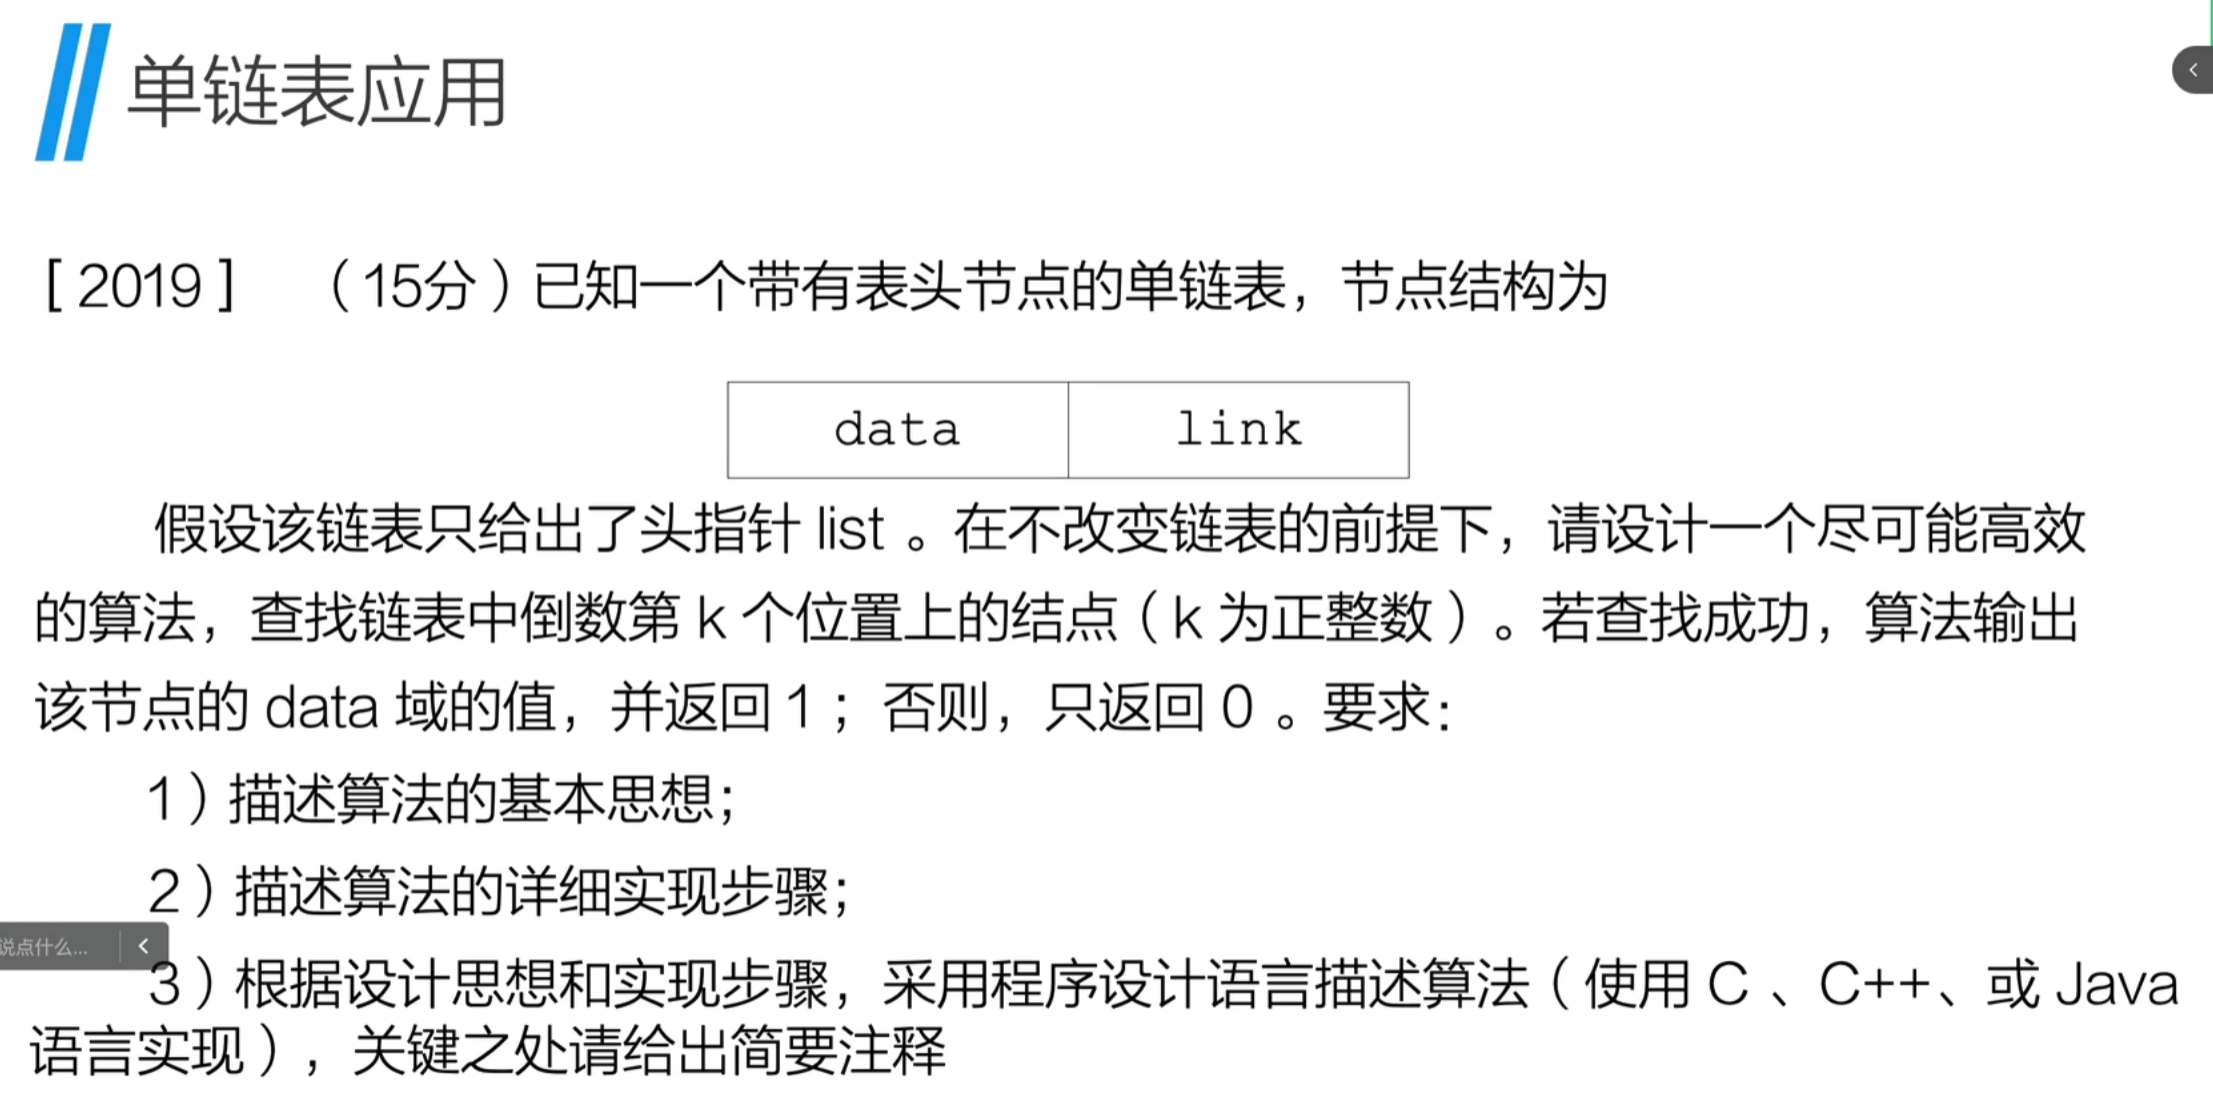 单链表应用
[ 2019 ] （15分）已知一个带有表头节点的单链表，节点结构为
data link
假设该链表只给出了头指针 list 。在不改变链表的前提下，请设计一个尽可能高效
的算法，查找链表中倒数第 k 个位置上的结点（ k 为正整数 ）。若查找成功，算法输出
该节点的 data 域的值，并返回 1 ；否则，只返回 0 。要求：
1）描述算法的基本思想；
2）描述算法的详细实现步骤；
说点什么...
3）根据设计思想和实现步骤，采用程序设计语言描述算法（使用 C 、C++、或 Java
语言实现），关键之处请给出简要注释